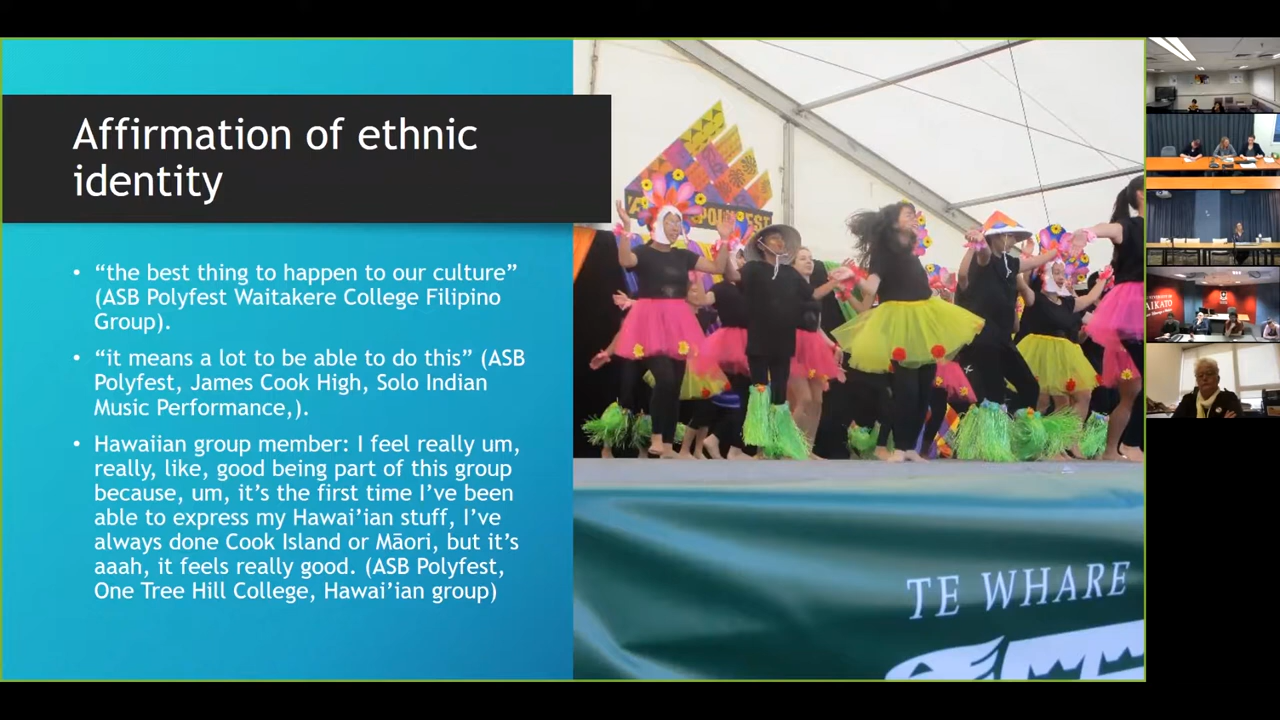 Affirmation of ethnic
identity
• “the best thing to happen to our culture”
(ASB Polyfest Waitakere College Filipino
Group).
• “it means a lot to be able to do this” (ASB
Polyfest, James Cook High, Solo Indian
Music Performance,).
• Hawaiian group member: I feel really um,
really, like, good being part of this group
because, um, it’s the first time I’ve been
able to express my Hawai’ian stuff, I’ve
always done Cook Island or Māori, but it’s
aaah, it feels really good. (ASB Polyfest,
One Tree Hill College, Hawai’ian group)
TE WHARE